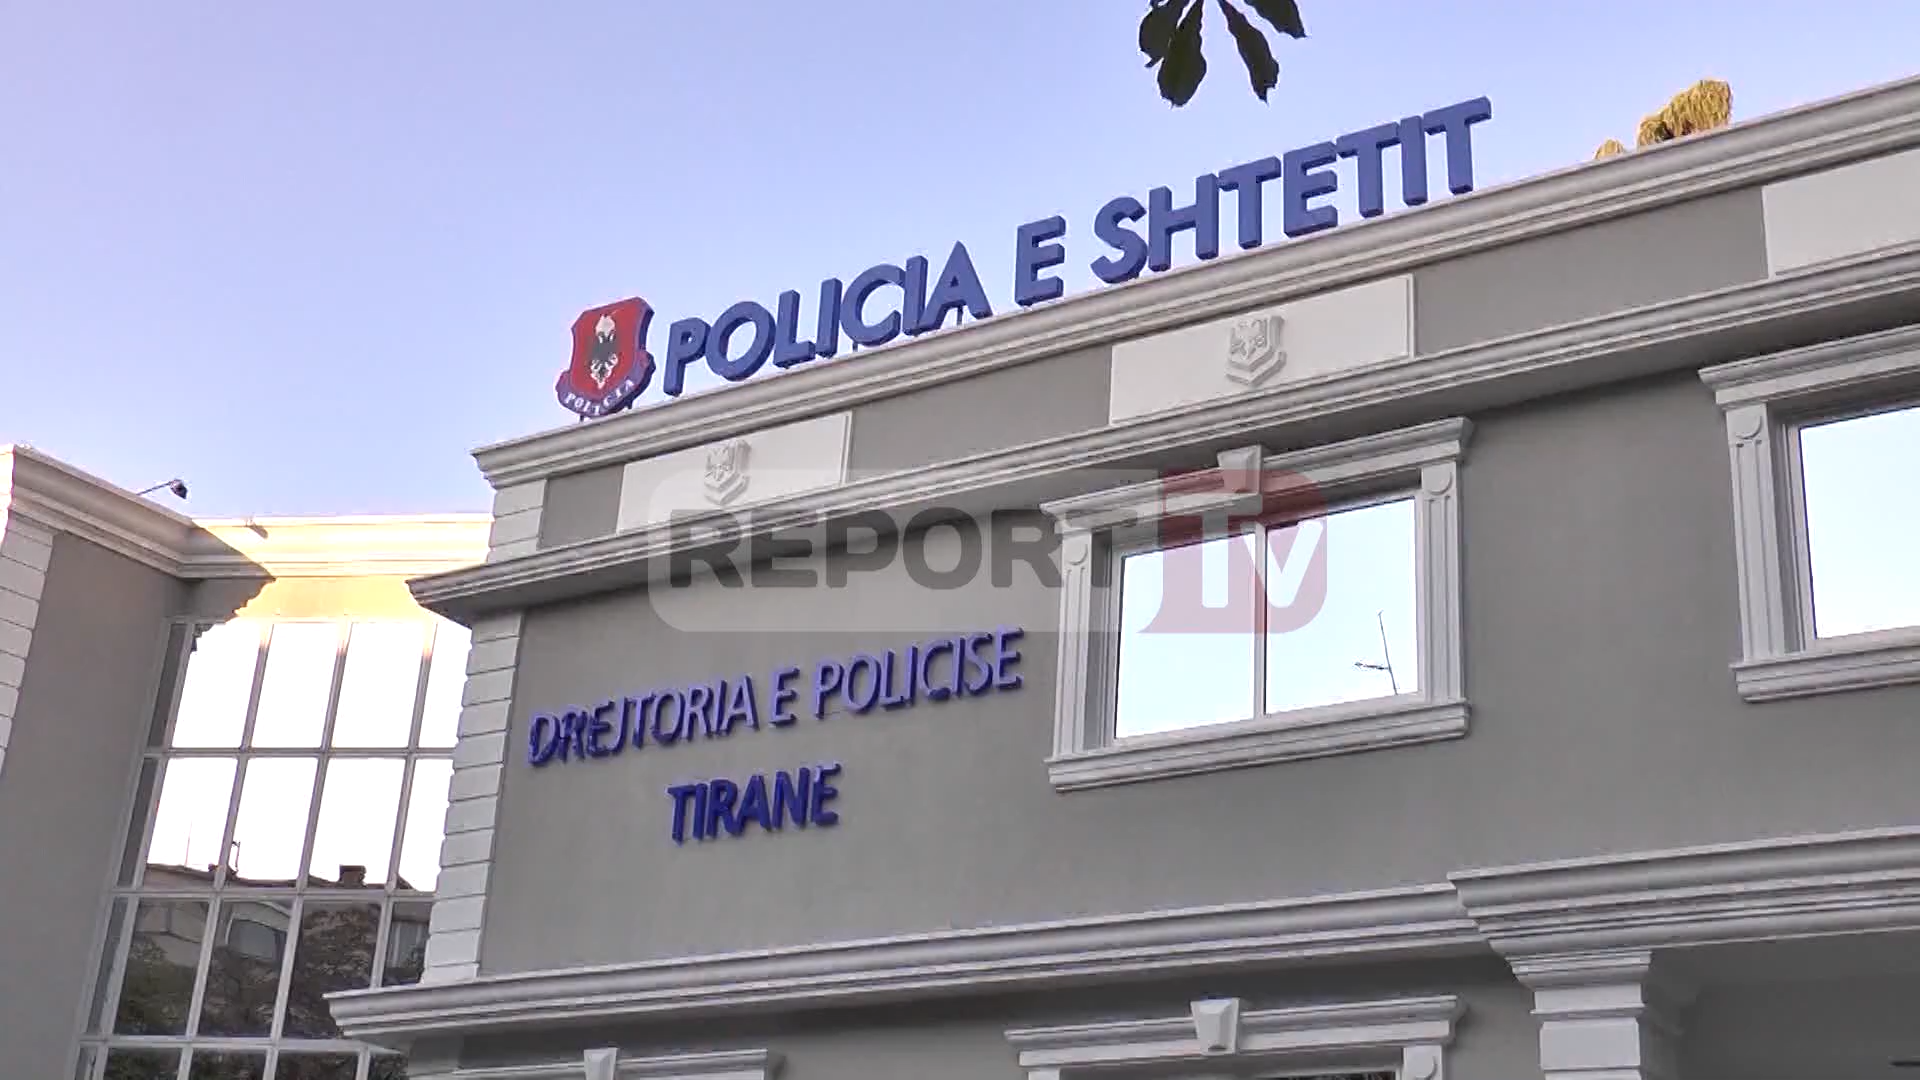 POLICIA E SHTETIT
POLICIA
REPORT TV
DREJTORIA E POLICISE
TIRANE